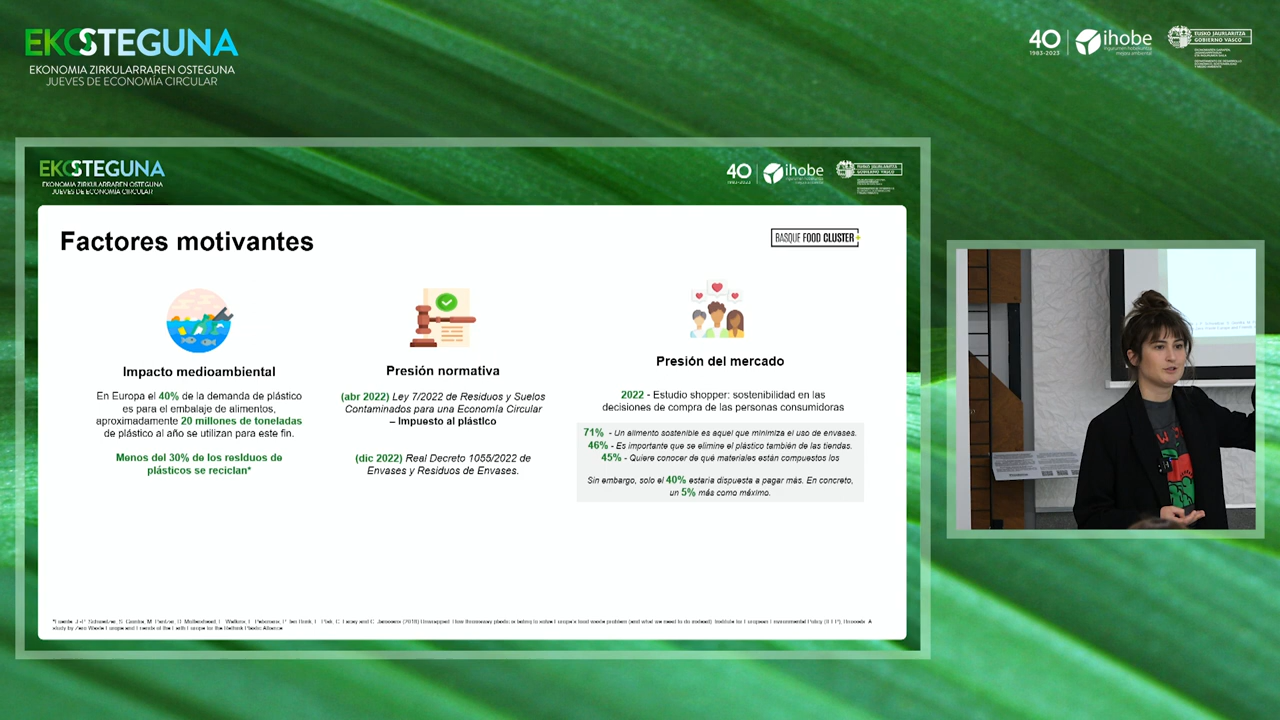 EKOSTEGUNA
EKONOMIA ZIRKULARRAREN OSTEGUNA
JUEVES DE ECONOMÍA CIRCULAR
40
1983-2023
ihobe
EUSKO JAURLARITZA
GOBIERNO VASCO
EKOSTEGUNA
EKONOMIA ZIRKULARRAREN OSTEGUNA
JUEVES DE ECONOMÍA CIRCULAR
40
ihobe
EUSKO JAURLARITZA
GOBIERNO VASCO
Factores motivantes
BASQUE FOOD CLUSTER
Impacto medioambiental
En Europa el 40% de la demanda de plástico
es para el embalaje de alimentos,
aproximadamente 20 millones de toneladas
de plástico al año se utilizan para este fin.
Menos del 30% de los residuos de
plásticos se reciclan*
Presión normativa
(abr 2022) Ley 7/2022 de Residuos y Suelos
Contaminados para una Economía Circular
– Impuesto al plástico
(dic 2022) Real Decreto 1055/2022 de
Envases y Residuos de Envases.
Presión del mercado
2022 - Estudio shopper: sostenibilidad en las
decisiones de compra de las personas consumidoras
71% - Un alimento sostenible es aquel que minimiza el uso de envases.
46% - Es importante que se elimine el plástico también de las tiendas.
45% - Quiere conocer de qué materiales están compuestos los
Sin embargo, solo el 40% estaría dispuesta a pagar más. En concreto,
un 5% más como máximo.